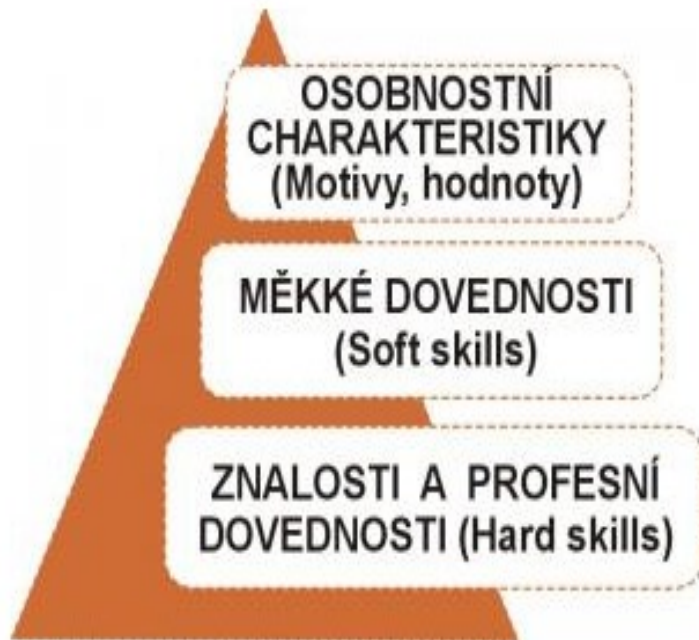 OSOBNOSTNÍ
CHARAKTERISTIKY
(Motivy, hodnoty)
MĚKKÉ DOVEDNOSTI
(Soft skills)
ZNALOSTI A PROFESNÍ
DOVEDNOSTI (Hard skills)